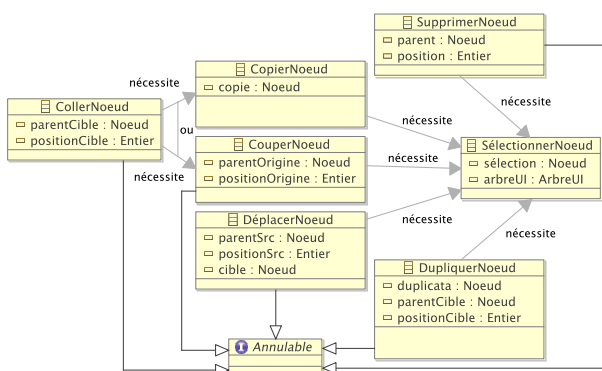 SupprimerNoeud
parent : Noeud
position : Entier
nécessite
CopierNoeud
copie : Noeud
nécessite
CollerNoeud
parentCible : Noeud
positionCible : Entier
nécessite
ou
CouperNoeud
parentOrigine : Noeud
positionOrigine : Entier
nécessite
nécessite
SélectionnerNoeud
sélection : Noeud
arbreUI : ArbreUI
DéplacerNoeud
parentSrc : Noeud
positionSrc : Entier
cible : Noeud
nécessite
nécessite
DupliquerNoeud
duplicata : Noeud
parentCible : Noeud
positionCible : Entier
I Annulable